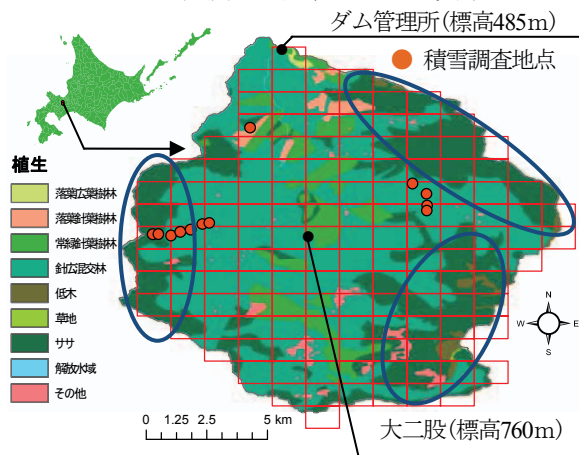 ダム管理所(標高485m)
積雪調査地点
植生
落葉広葉樹林
落葉針葉樹林
常緑針葉樹林
針広混交林
低木
草地
ササ
解放水域
その他
N
W E
S
0 1.25 2.5 5 km
大二股(標高760m)